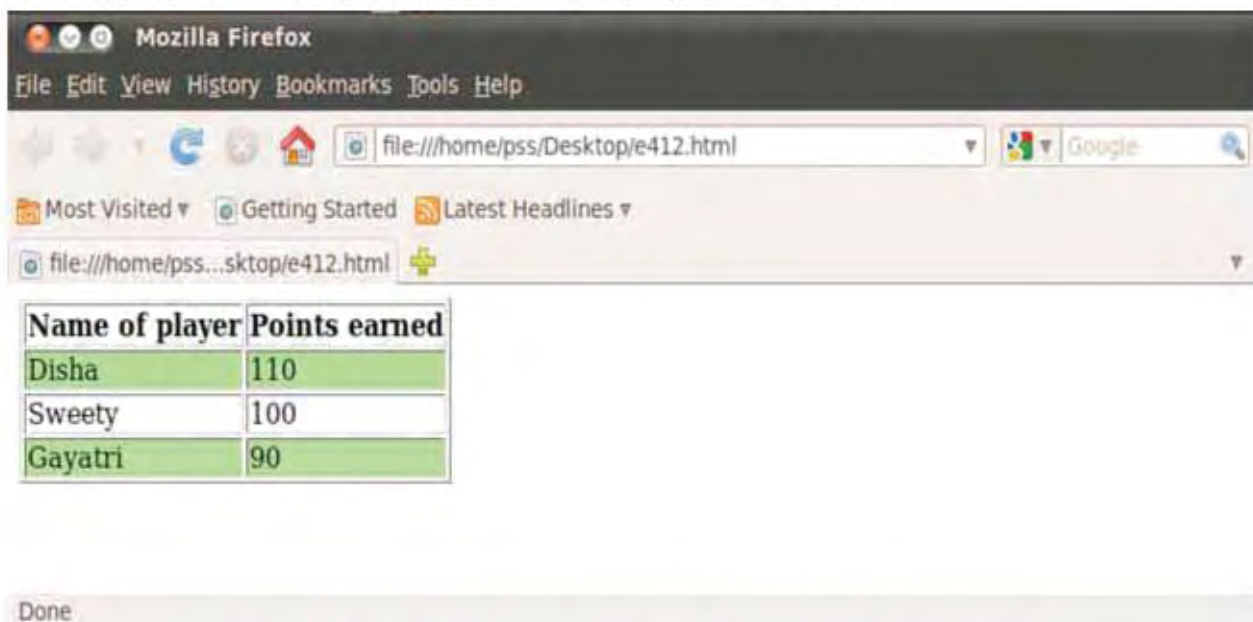 Mozilla Firefox
File Edit View History Bookmarks Tools Help
file:///home/pss/Desktop/e412.html Google
Most Visited Getting Started Latest Headlines
file:///home/pss...sktop/e412.html
Name of player Points earned
Disha 110
Sweety 100
Gayatri 90
Done